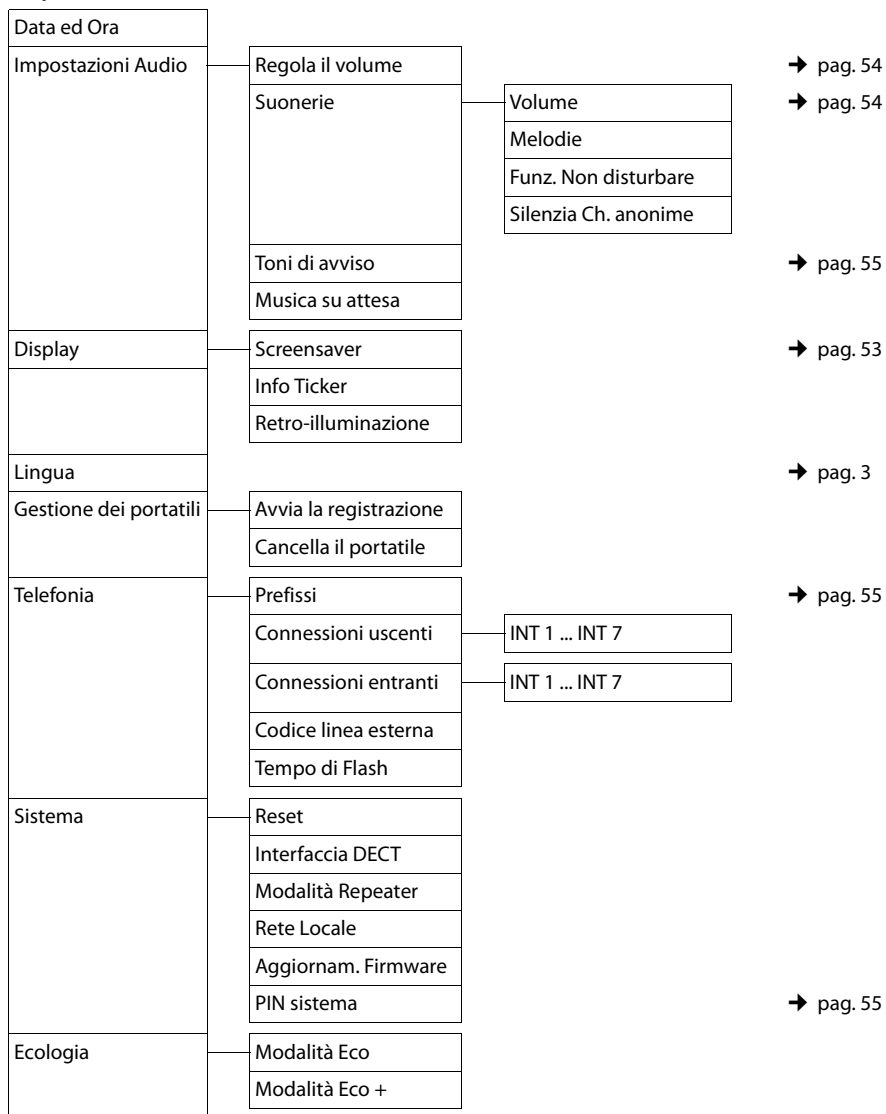 Data ed Ora
Impostazioni Audio Regola il volume ➔ pag. 54
Suonerie Volume ➔ pag. 54
Melodie
Funz. Non disturbare
Silenzia Ch. anonime
Toni di avviso ➔ pag. 55
Musica su attesa
Display Screensaver ➔ pag. 53
Info Ticker
Retro-illuminazione
Lingua ➔ pag. 3
Gestione dei portatili Avvia la registrazione
Cancella il portatile
Telefonia Prefissi ➔ pag. 55
Connessioni uscenti INT 1 ... INT 7
Connessioni entranti INT 1 ... INT 7
Codice linea esterna
Tempo di Flash
Sistema Reset
Interfaccia DECT
Modalità Repeater
Rete Locale
Aggiornam. Firmware
PIN sistema ➔ pag. 55
Ecologia Modalità Eco
Modalità Eco +